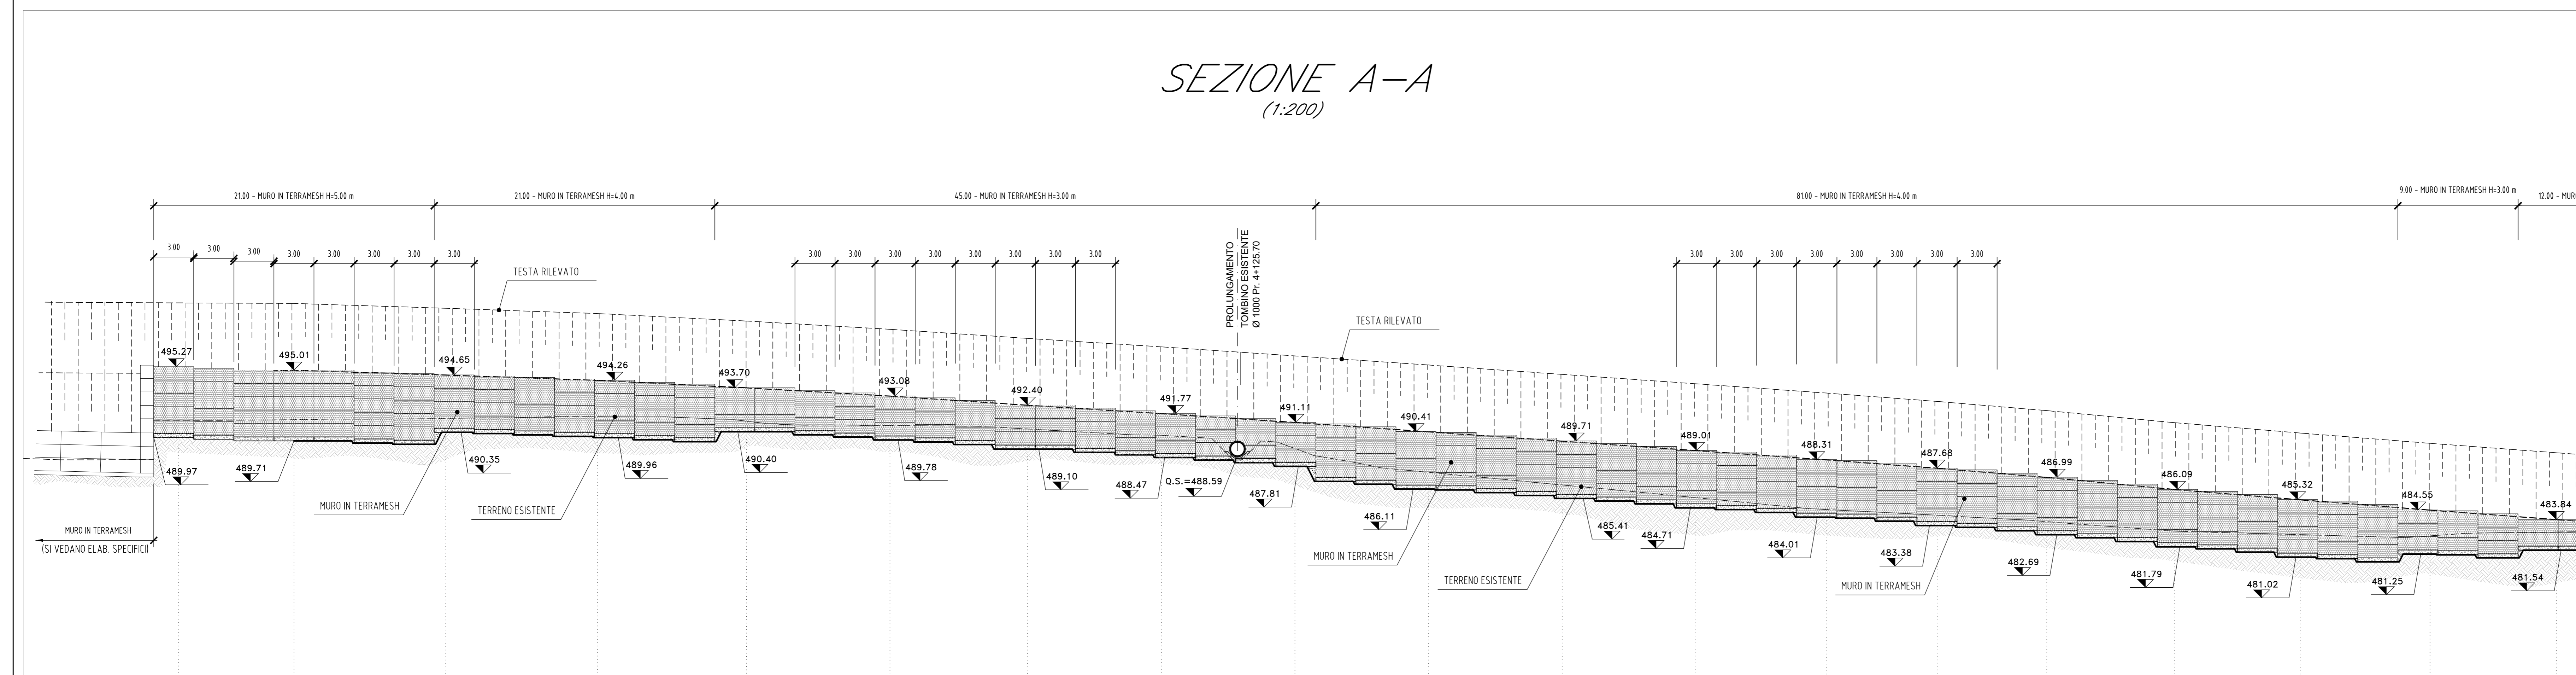 SEZIONE A-A
(1:200)
21.00 - MURO IN TERRAMESH H=5.00 m
21.00 - MURO IN TERRAMESH H=4.00 m
45.00 - MURO IN TERRAMESH H=3.00 m
81.00 - MURO IN TERRAMESH H=4.00 m
9.00 - MURO IN TERRAMESH H=3.00 m
12.00 - MURO
3.00 3.00 3.00 3.00 3.00 3.00 3.00 3.00
3.00 3.00 3.00 3.00 3.00 3.00 3.00 3.00
3.00 3.00 3.00 3.00 3.00 3.00 3.00 3.00
PROLUNGAMENTO
TOMBINO ESISTENTE
Ø 1000 Pr. 4+125.70
TESTA RILEVATO
TESTA RILEVATO
495.27
495.01
494.65
494.26
493.70
493.08
492.40
491.77
491.11
490.41
489.71
489.01
488.31
487.68
486.99
486.09
485.32
484.55
483.84
489.97
489.71
490.35
489.96
490.40
489.78
489.10
488.47
Q.S.=488.59
487.81
486.11
485.41
484.71
484.01
483.38
482.69
481.79
481.02
481.25
481.54
MURO IN TERRAMESH
TERRENO ESISTENTE
MURO IN TERRAMESH
TERRENO ESISTENTE
MURO IN TERRAMESH
MURO IN TERRAMESH
(SI VEDANO ELAB. SPECIFICI)